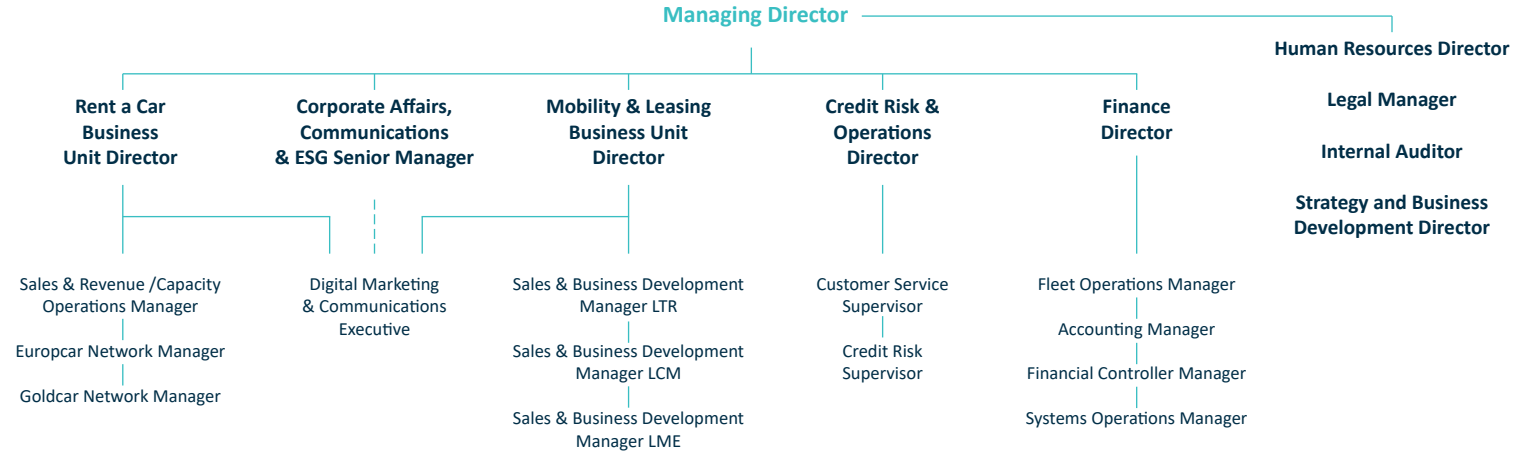 Managing Director
Human Resources Director
Legal Manager
Internal Auditor
Strategy and Business
Development Director
Rent a Car
Business
Unit Director
Corporate Affairs,
Communications
& ESG Senior Manager
Mobility & Leasing
Business Unit
Director
Credit Risk &
Operations
Director
Finance
Director
Sales & Revenue /Capacity
Operations Manager
Europcar Network Manager
Goldcar Network Manager
Digital Marketing
& Communications
Executive
Sales & Business Development
Manager LTR
Sales & Business Development
Manager LCM
Sales & Business Development
Manager LME
Customer Service
Supervisor
Credit Risk
Supervisor
Fleet Operations Manager
Accounting Manager
Financial Controller Manager
Systems Operations Manager